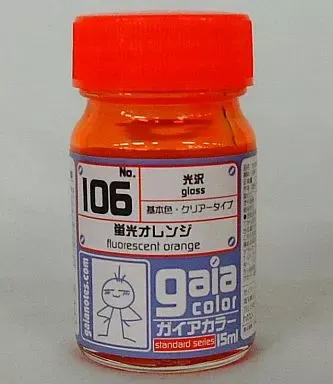 No.
106
光沢
gloss
基本色・クリアータイプ
蛍光オレンジ
fluorescent orange
gaianotes.com
gaia
color
ガイアカラー
standard series
15ml